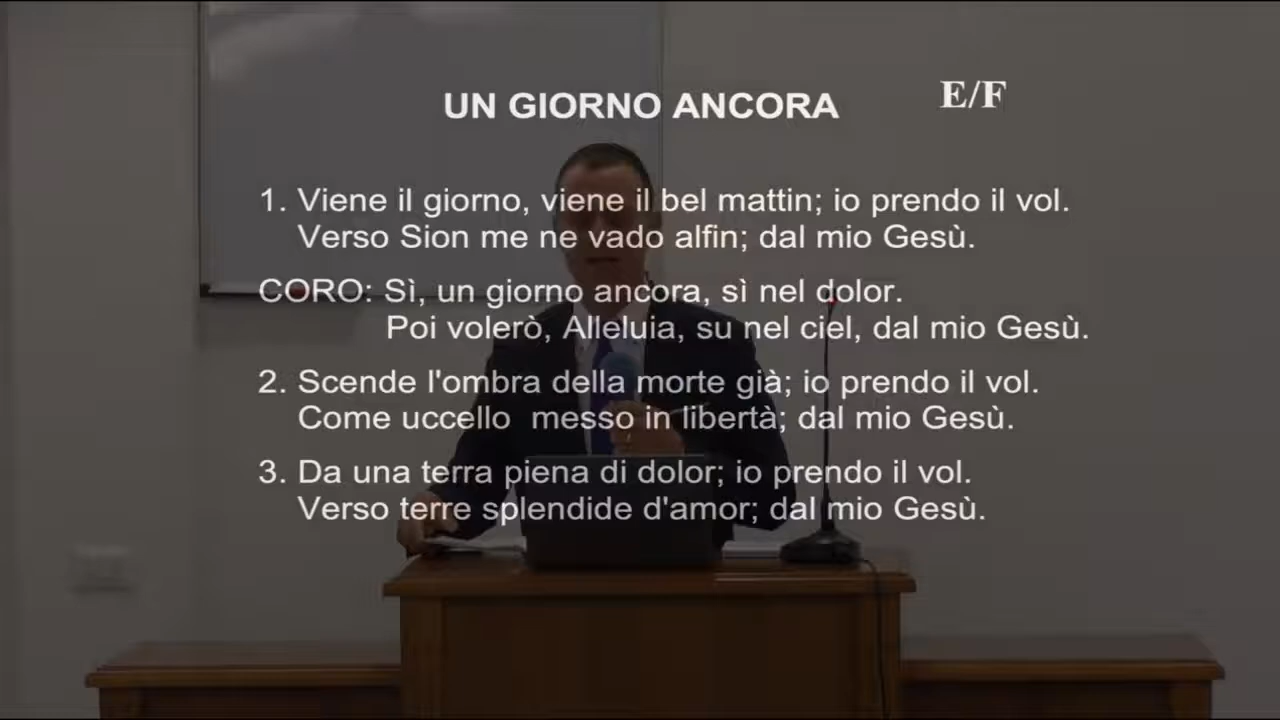 UN GIORNO ANCORA
E/F
1. Viene il giorno, viene il bel mattin; io prendo il vol.
Verso Sion me ne vado alfin; dal mio Gesù.
CORO: Sì, un giorno ancora, sì nel dolor.
Poi volerò, Alleluia, su nel ciel, dal mio Gesù.
2. Scende l'ombra della morte già; io prendo il vol.
Come uccello  messo in libertà; dal mio Gesù.
3. Da una terra piena di dolor; io prendo il vol.
Verso terre splendide d'amor; dal mio Gesù.